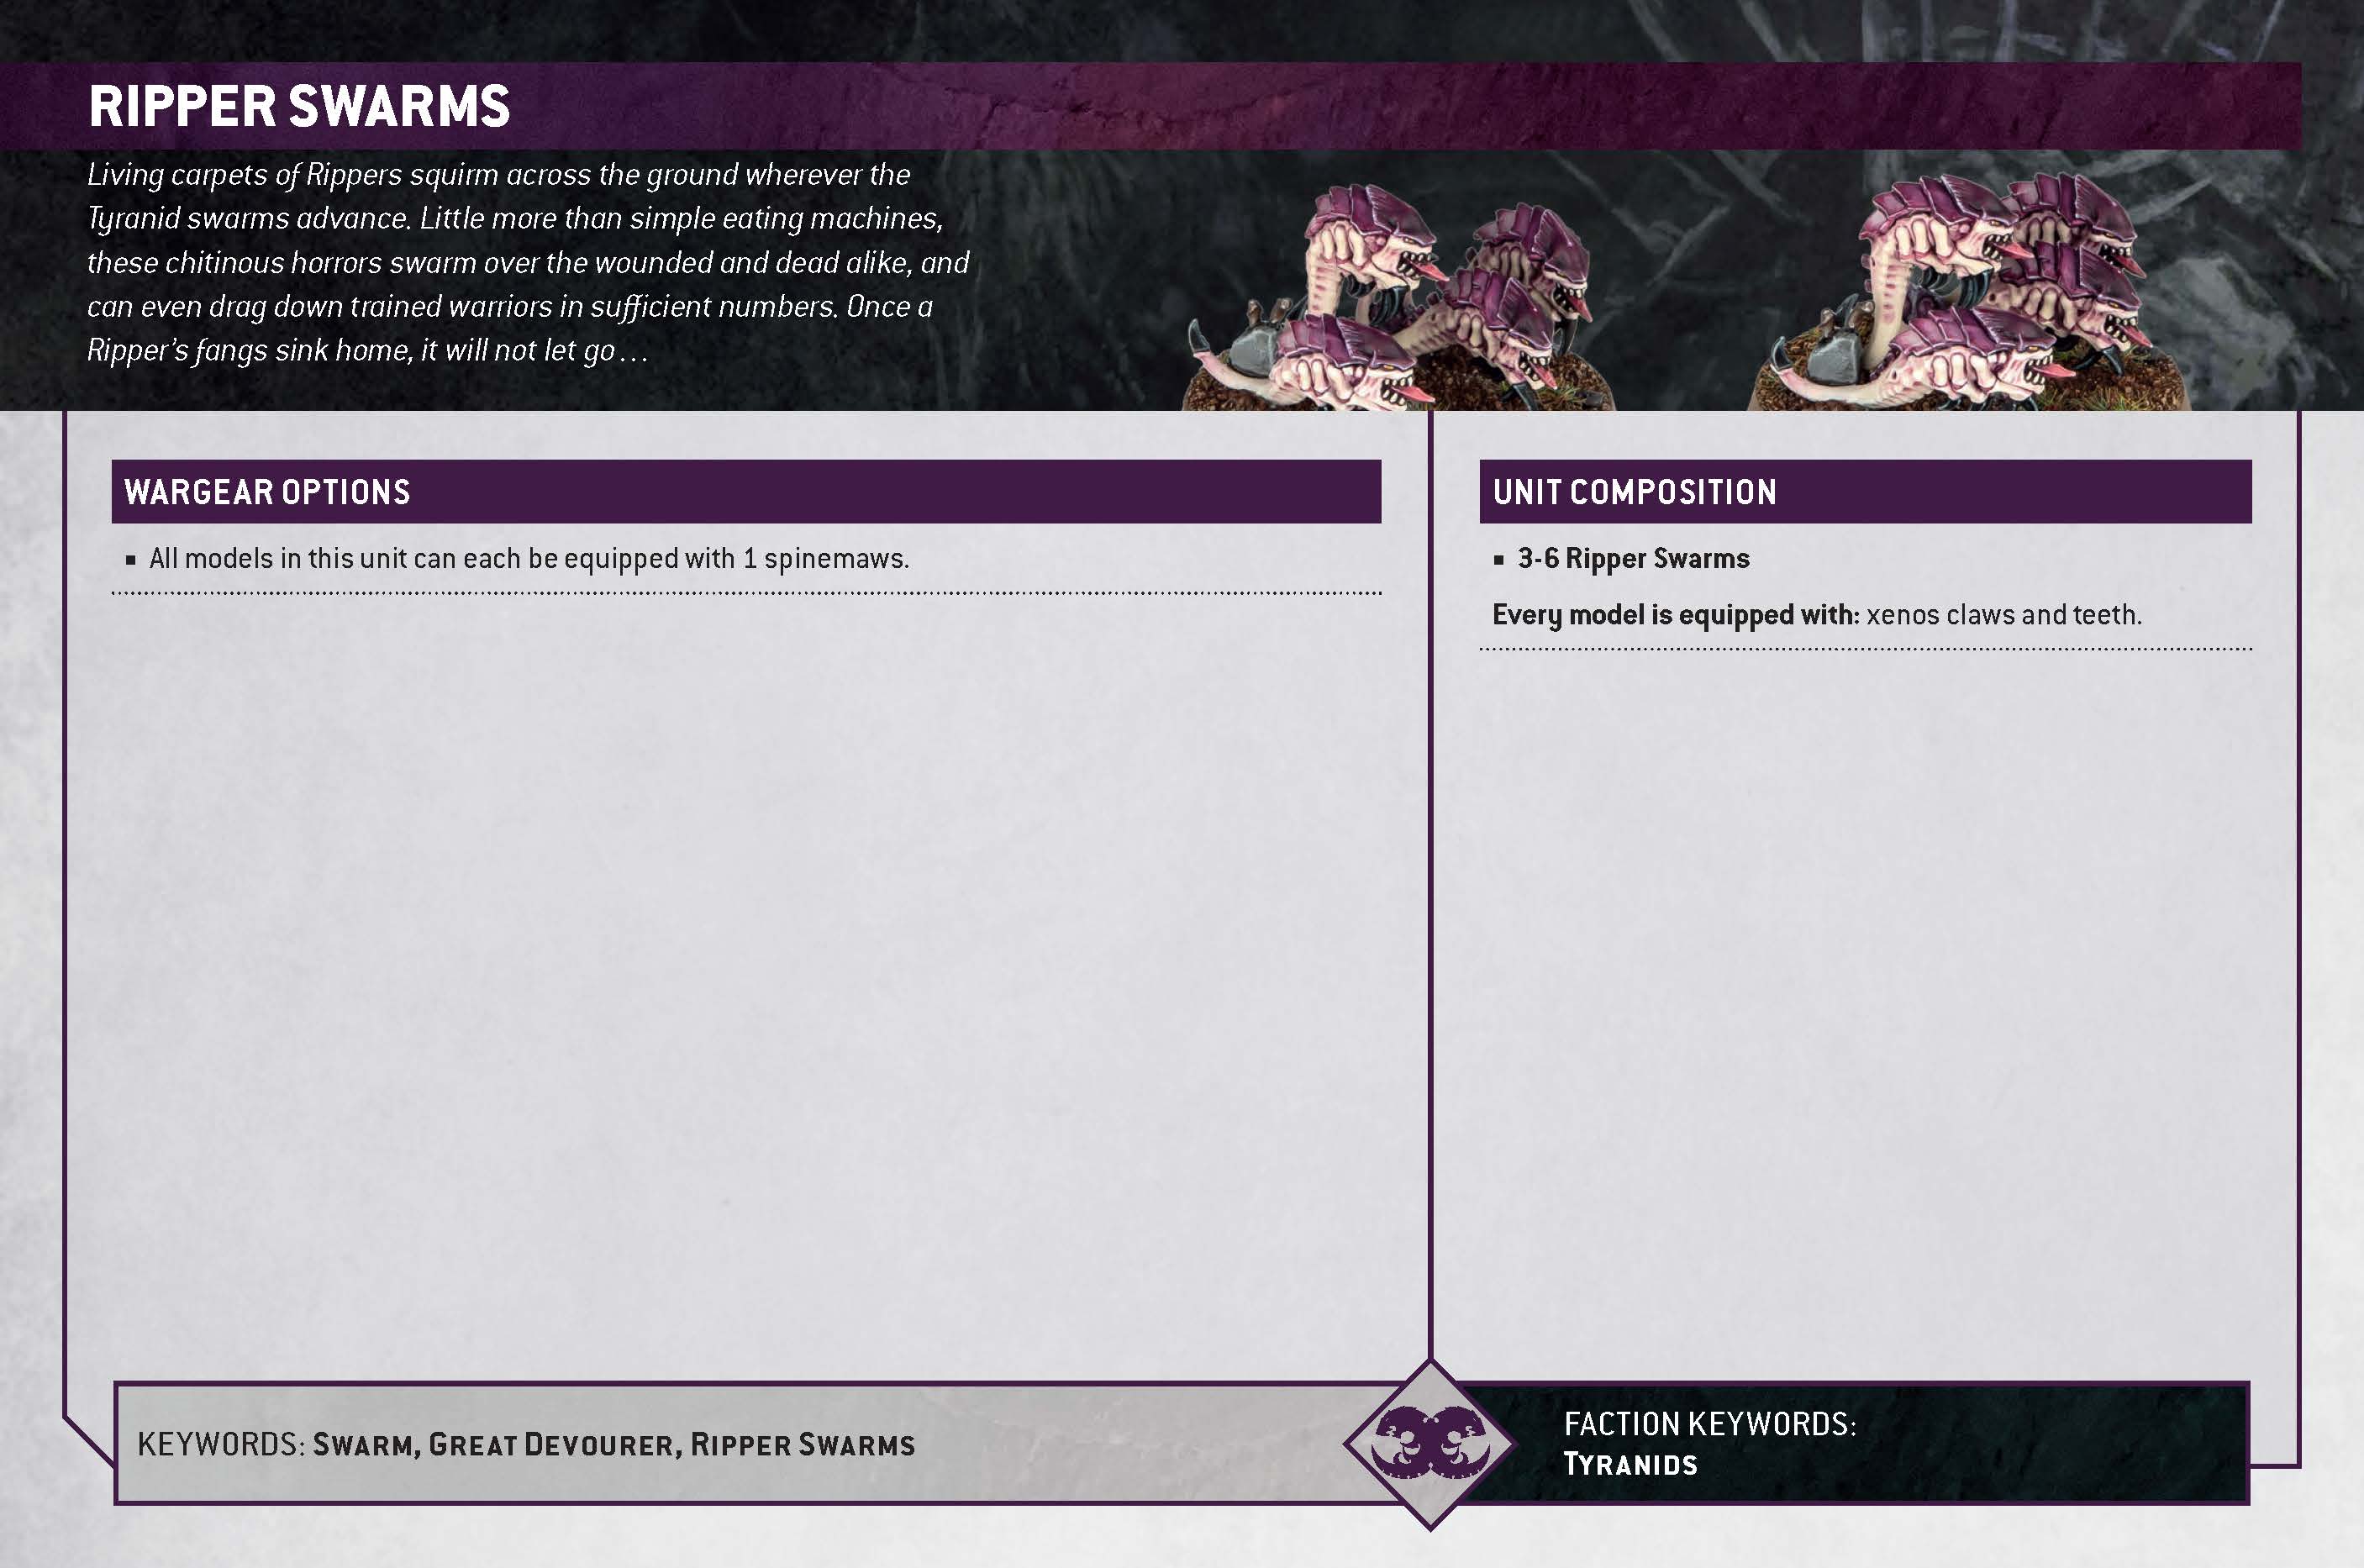 RIPPER SWARMS
Living carpets of Rippers squirm across the ground wherever the
Tyranid swarms advance. Little more than simple eating machines,
these chitinous horrors swarm over the wounded and dead alike, and
can even drag down trained warriors in sufficient numbers. Once a
Ripper’s fangs sink home, it will not let go…
WARGEAR OPTIONS
▪ All models in this unit can each be equipped with 1 spinemaws.
UNIT COMPOSITION
▪ 3-6 Ripper Swarms
Every model is equipped with: xenos claws and teeth.
KEYWORDS: SWARM, GREAT DEVOURER, RIPPER SWARMS
FACTION KEYWORDS:
TYRANIDS